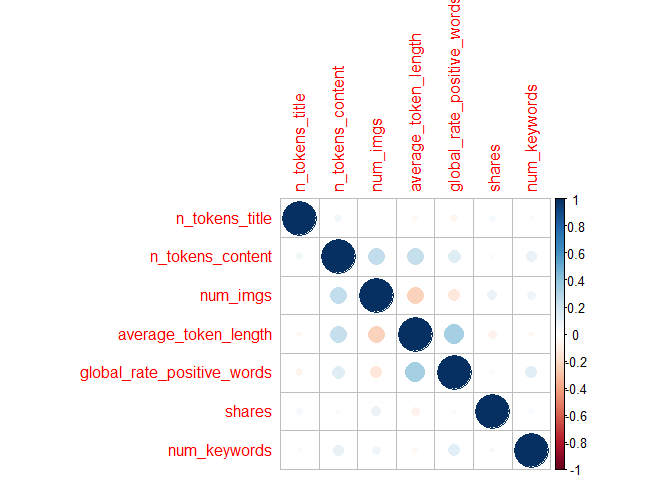 n_tokens_title
n_tokens_content
num_imgs
average_token_length
global_rate_positive_words
shares
num_keywords
n_tokens_title
n_tokens_content
num_imgs
average_token_length
global_rate_positive_words
shares
num_keywords
1
0.8
0.6
0.4
0.2
0
-0.2
-0.4
-0.6
-0.8
-1